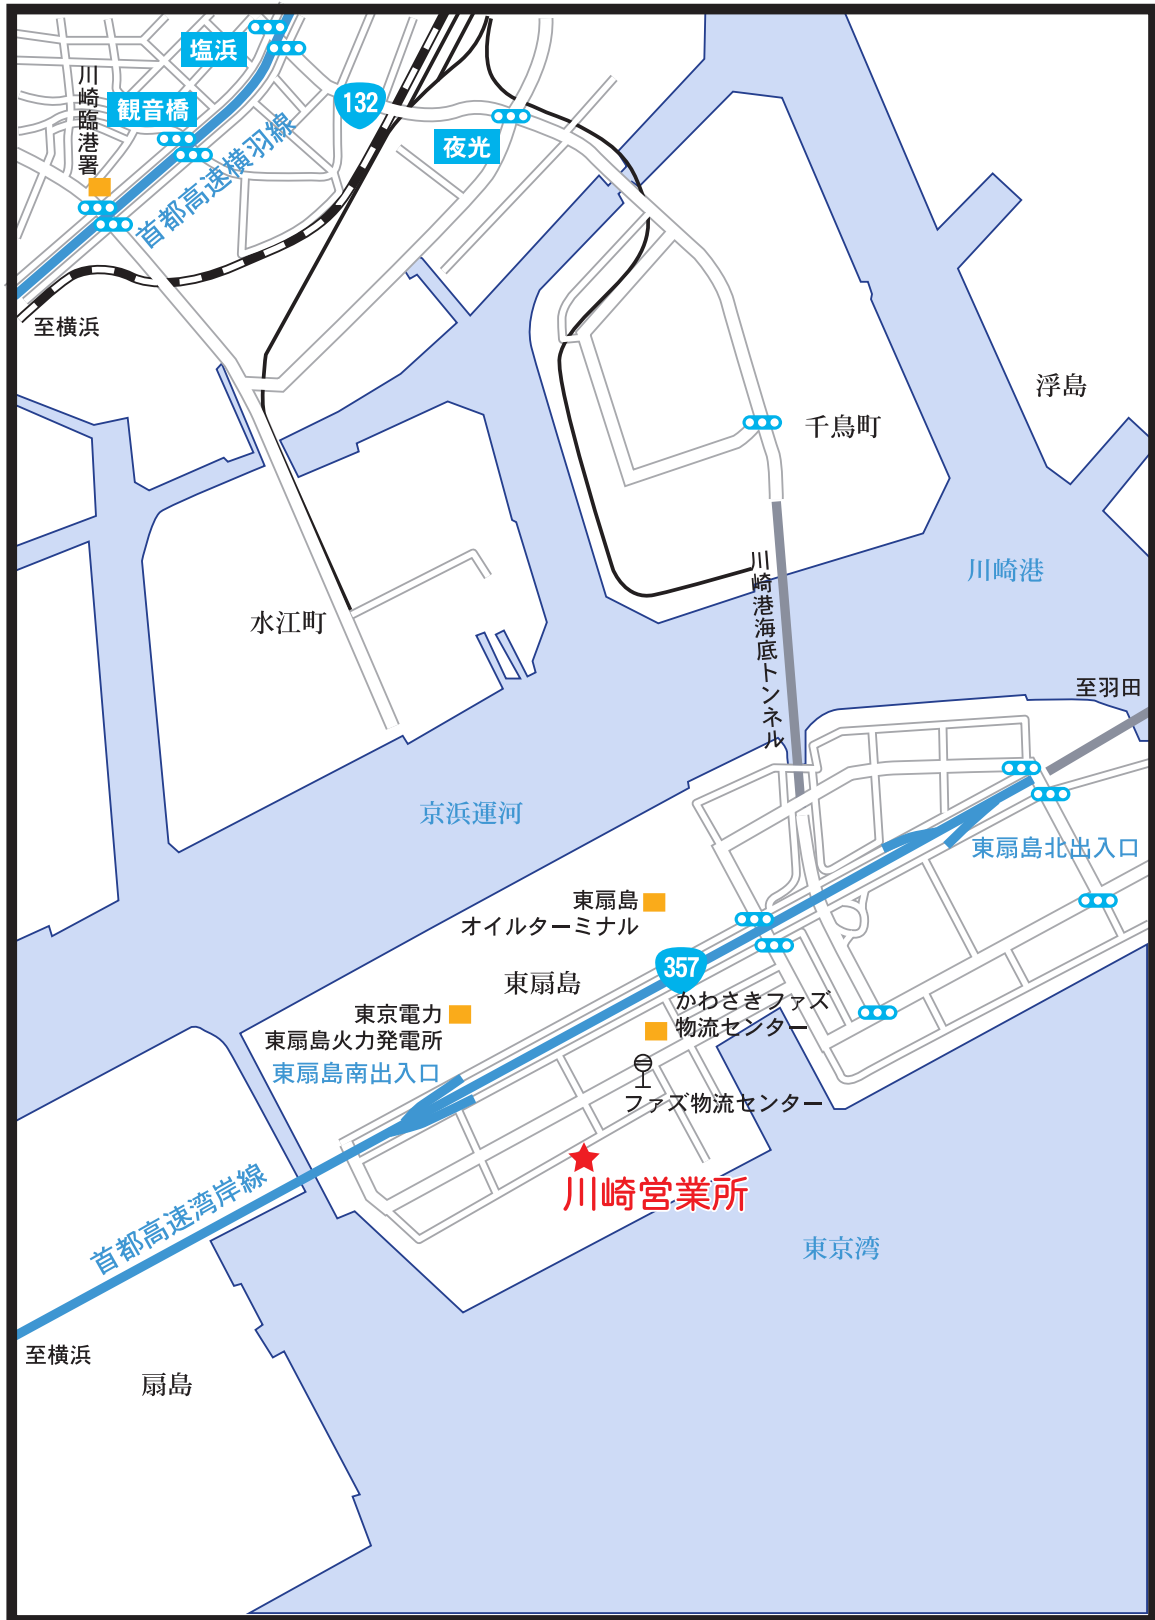 塩浜
川崎臨港署
観音橋
132
夜光
首都高速横羽線
至横浜
浮島
千鳥町
川崎港
水江町
川崎港海底トンネル
至羽田
京浜運河
東扇島北出入口
東扇島
オイルターミナル
357
東扇島
かわさきファズ
物流センター
東京電力
東扇島火力発電所
東扇島南出入口
ファズ物流センター
川崎営業所
首都高速湾岸線
東京湾
至横浜
扇島